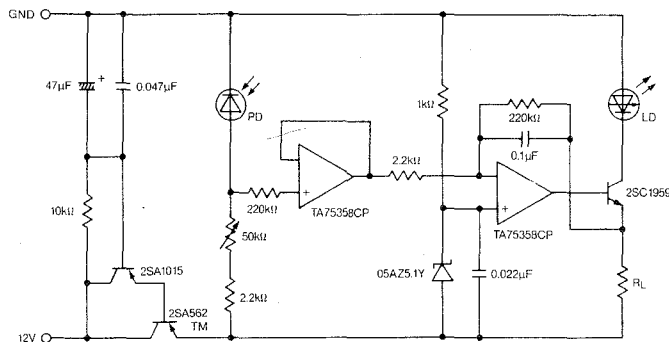 GND
47μF
+
0.047μF
PD
1kΩ
220kΩ
0.1μF
LD
2.2kΩ
2SC1959
10kΩ
220kΩ
+
TA75358CP
+
TA75358CP
50kΩ
2SA1015
05AZ5.1Y
0.022μF
RL
2SA562
TM
2.2kΩ
12V